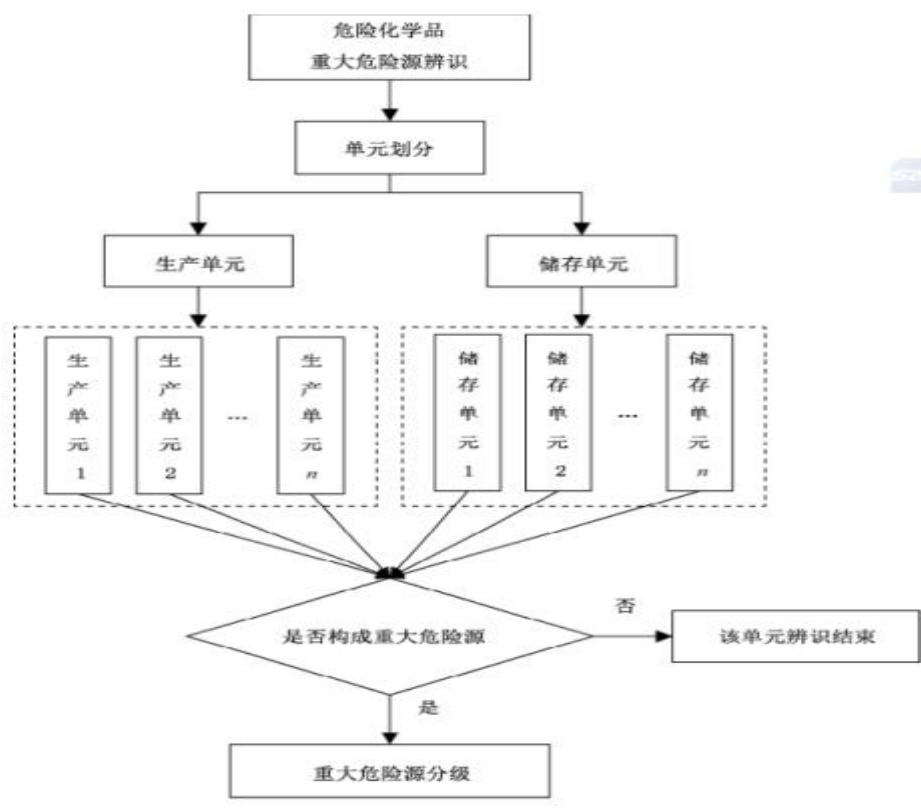 危险化学品
重大危险源辨识
单元划分
生产单元
储存单元
生产单元1
生产单元2
...
生产单元n
储存单元1
储存单元2
...
储存单元n
是否构成重大危险源
否
该单元辨识结束
是
重大危险源分级